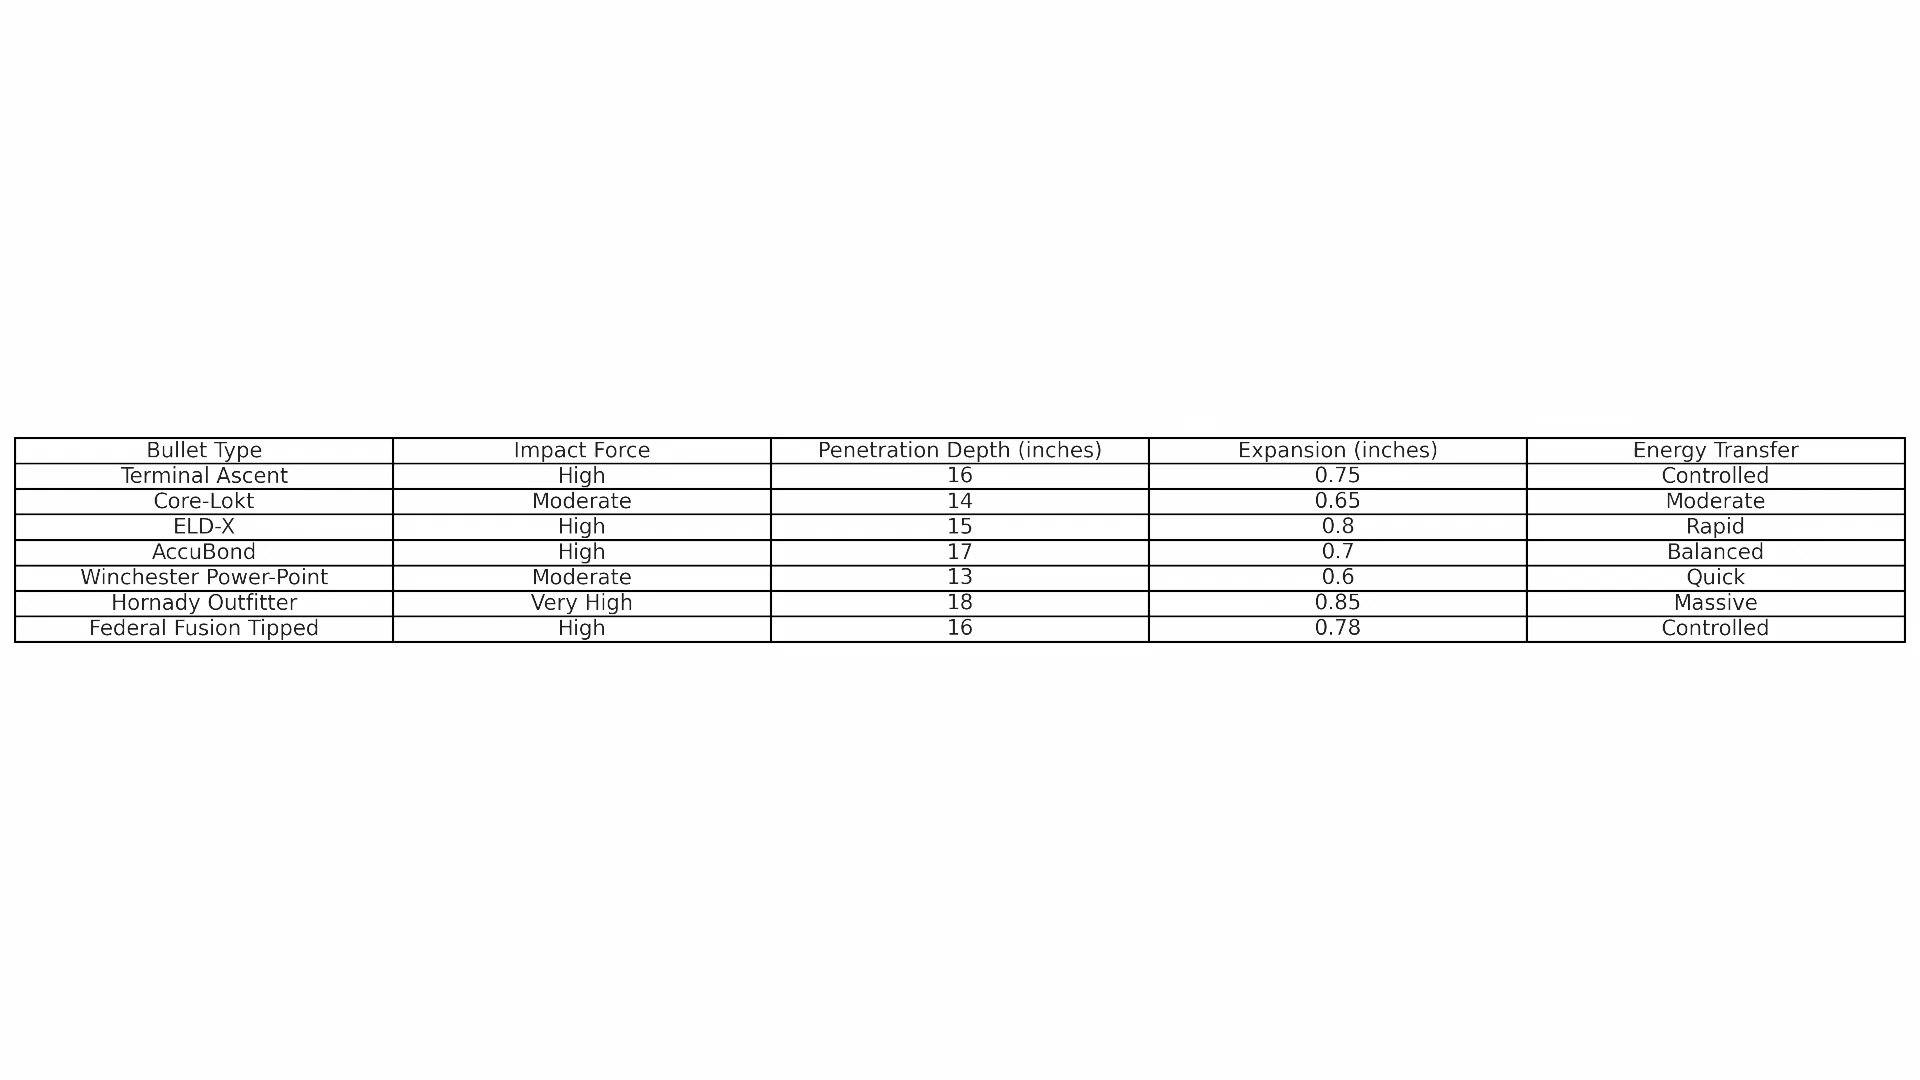 Bullet Type Impact Force Penetration Depth (inches) Expansion (inches) Energy Transfer
Terminal Ascent High 16 0.75 Controlled
Core-Lokt Moderate 14 0.65 Moderate
ELD-X High 15 0.8 Rapid
AccuBond High 17 0.7 Balanced
Winchester Power-Point Moderate 13 0.6 Quick
Hornady Outfitter Very High 18 0.85 Massive
Federal Fusion Tipped High 16 0.78 Controlled